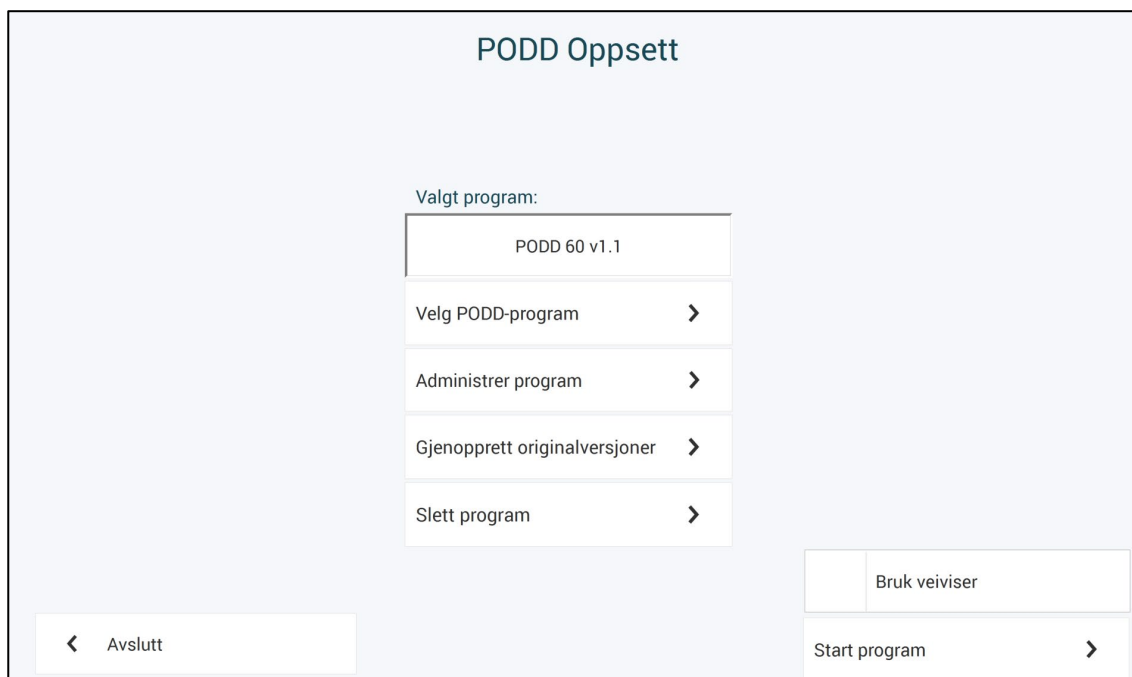 PODD Oppsett
Valgt program:
PODD 60 v1.1
Velg PODD-program
Administrer program
Gjenopprett originalversjoner
Slett program
Bruk veiviser
Avslutt
Start program